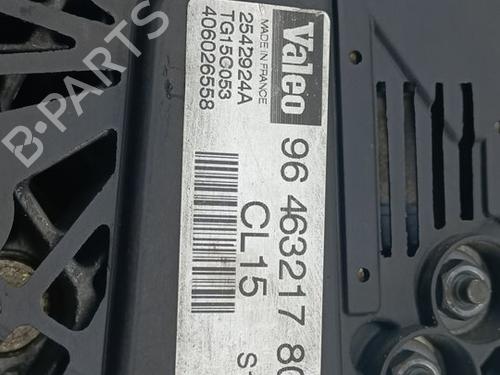 Valeo
MADE IN FRANCE
2542924A
TG15C053
406026558
96 463217 80
CL15
B-PARTS